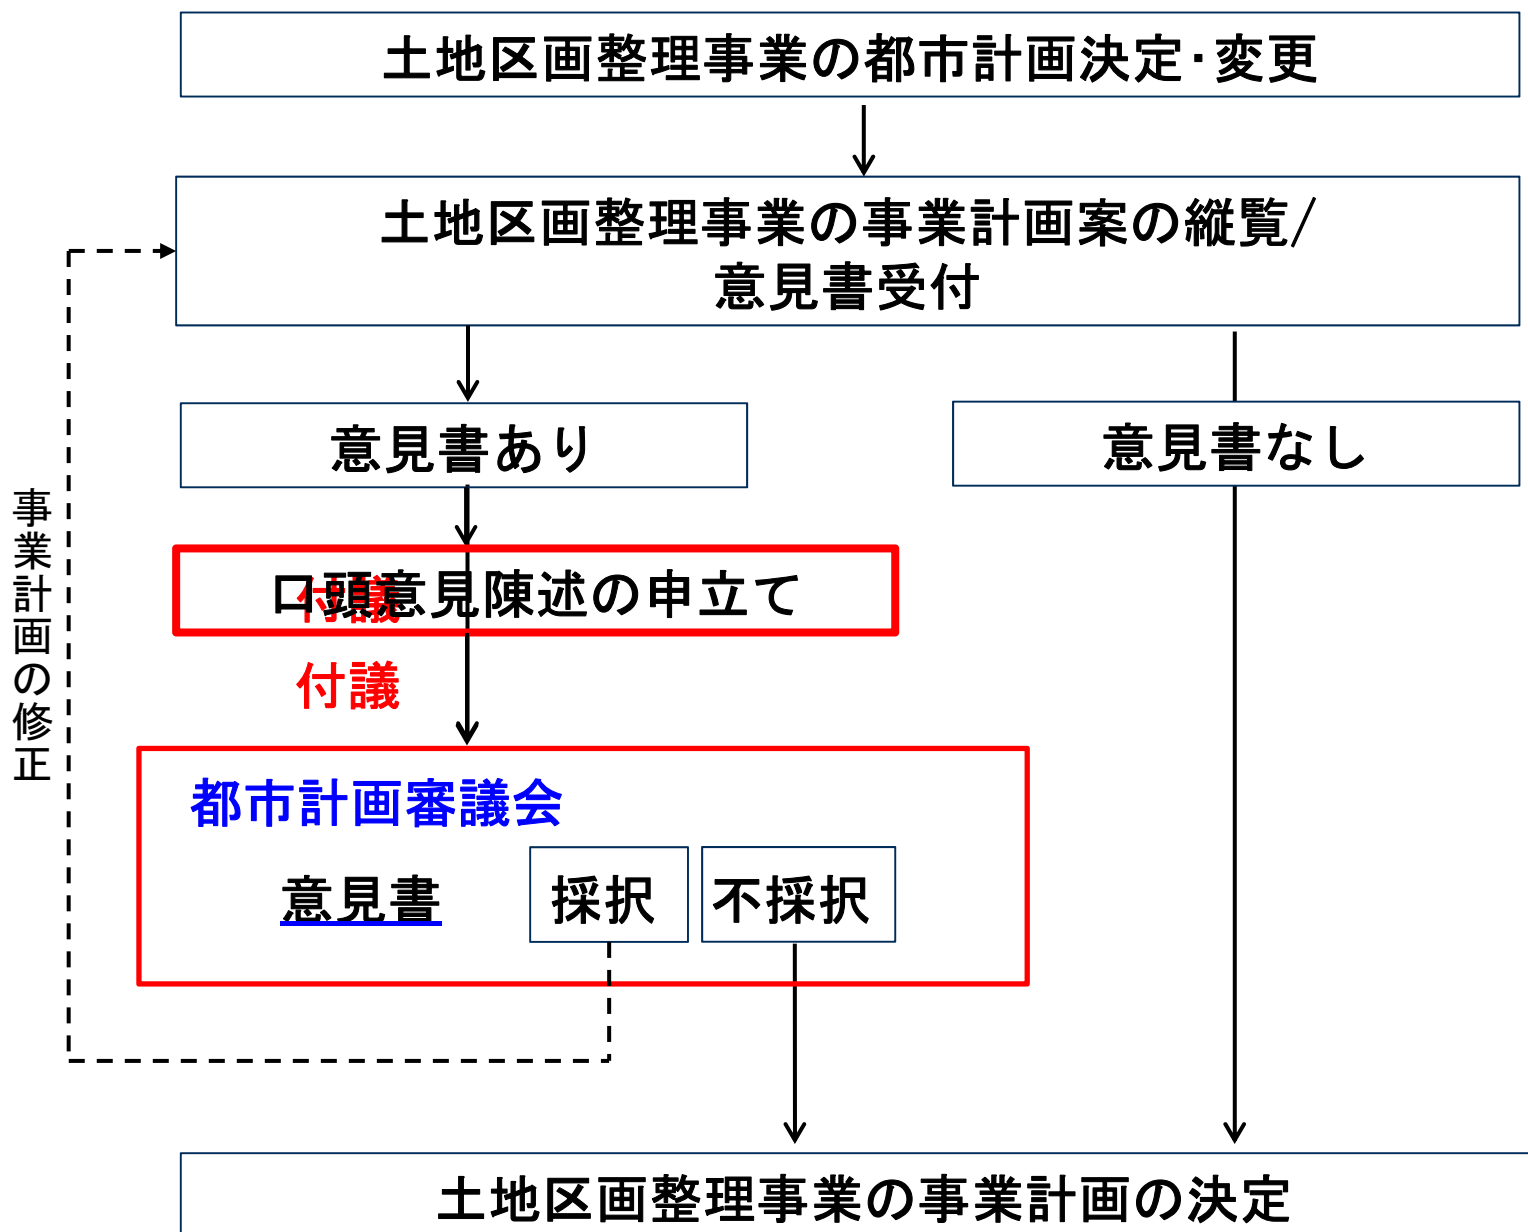 土地区画整理事業の都市計画決定・変更
土地区画整理事業の事業計画案の縦覧/
意見書受付
意見書あり
意見書なし
事業計画の修正
口頭意見陳述の申立て
付議
付議
都市計画審議会
意見書
採択
不採択
土地区画整理事業の事業計画の決定